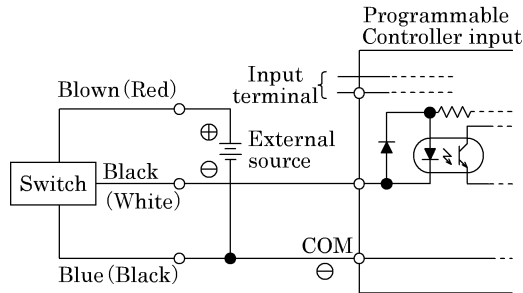 Programmable
Controller input
Input
terminal
Blown (Red)
⊕
External
source
⊖
Switch
Black
(White)
COM
⊖
Blue (Black)